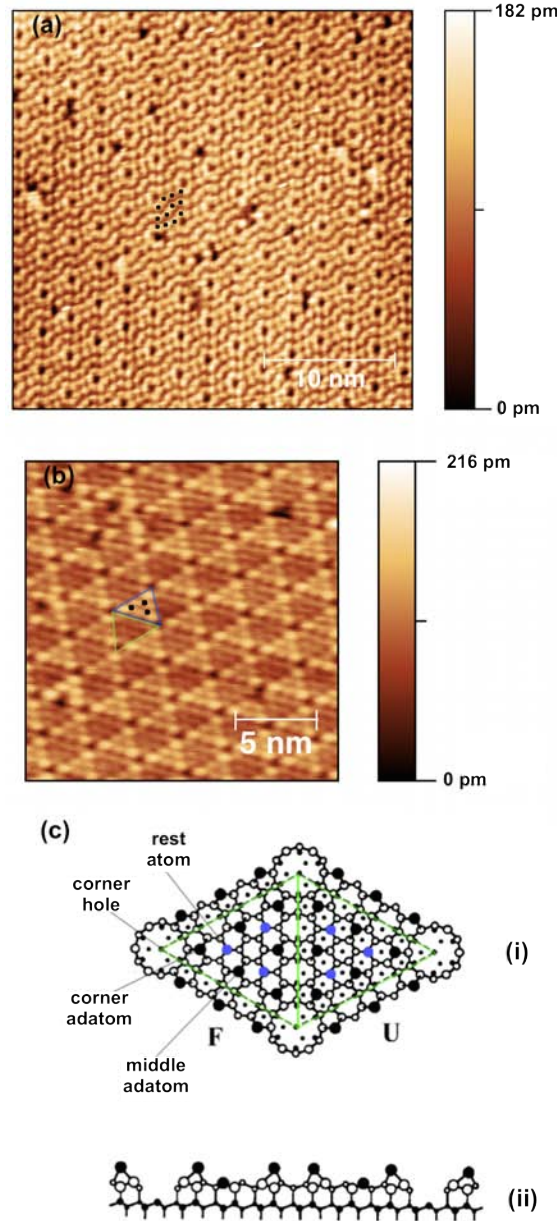 (a)
182 pm
10 nm
0 pm
(b)
216 pm
5 nm
0 pm
(c)
rest
atom
corner
hole
(i)
corner
adatom
F
U
middle
adatom
(ii)